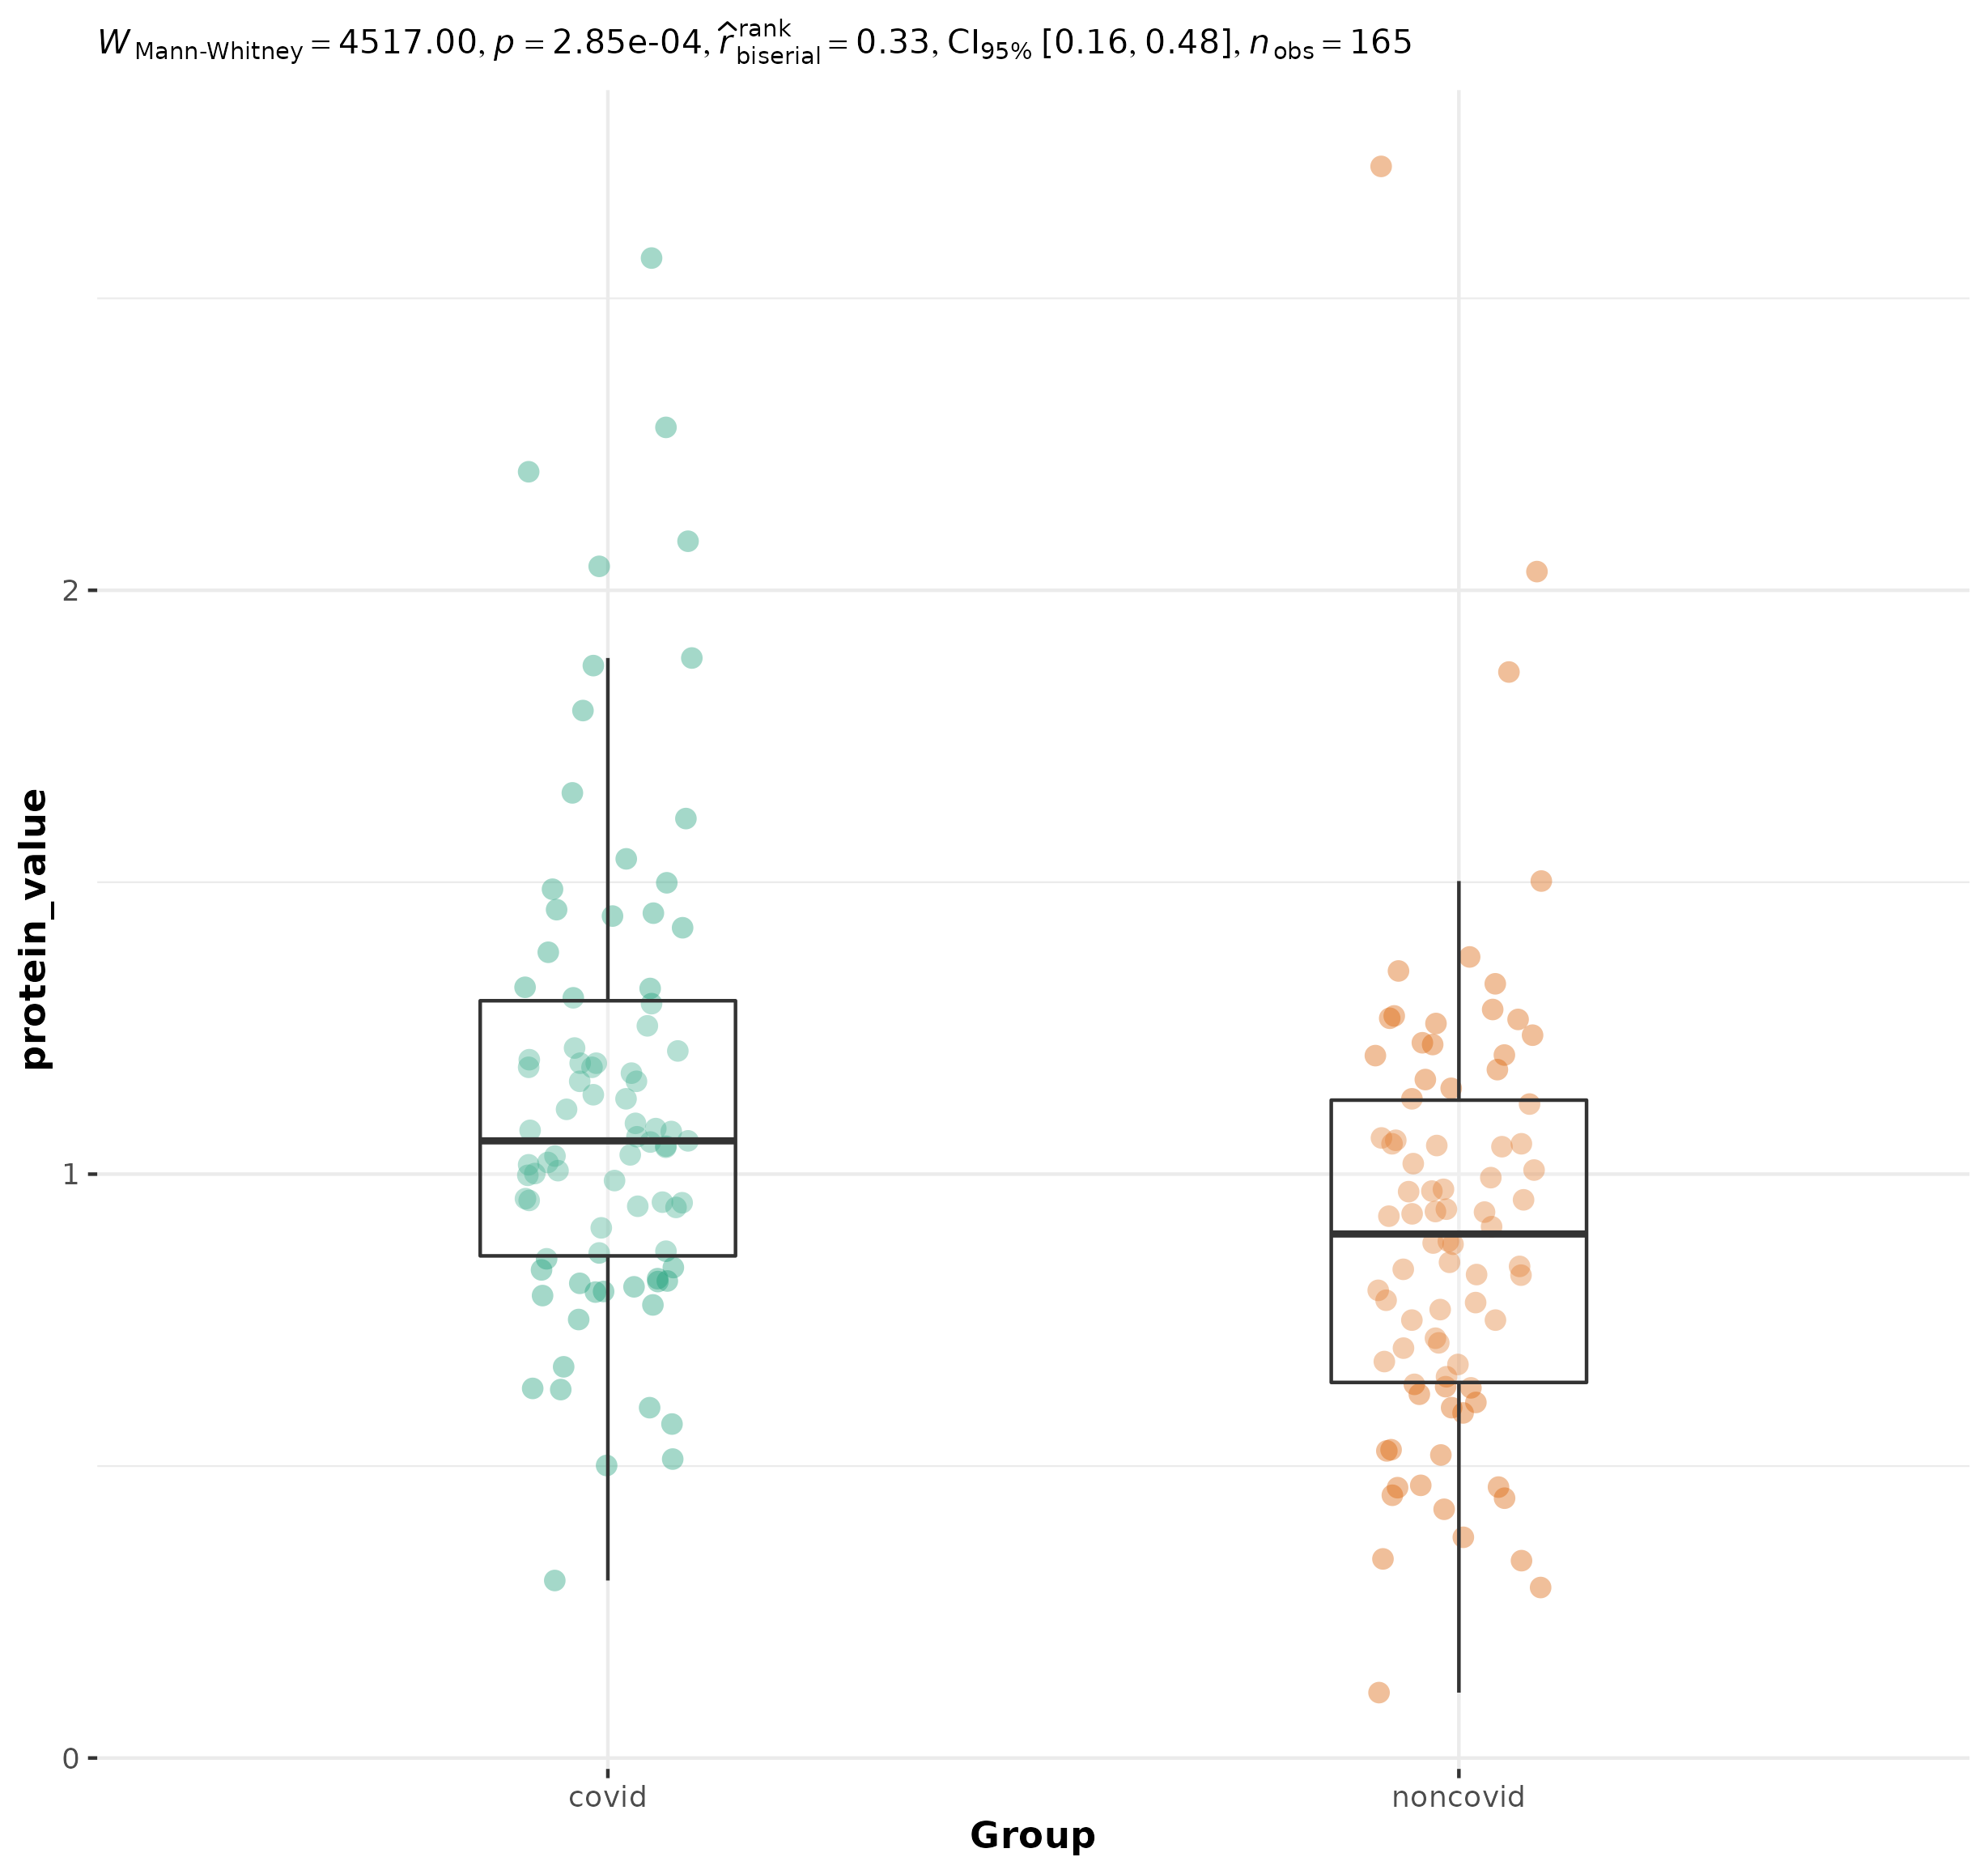 W Mann-Whitney = 4517.00, p = 2.85e-04, r̂ rank biserial = 0.33, CI95% [0.16, 0.48], nobs = 165
protein_value
2
1
0
covid noncovid
Group